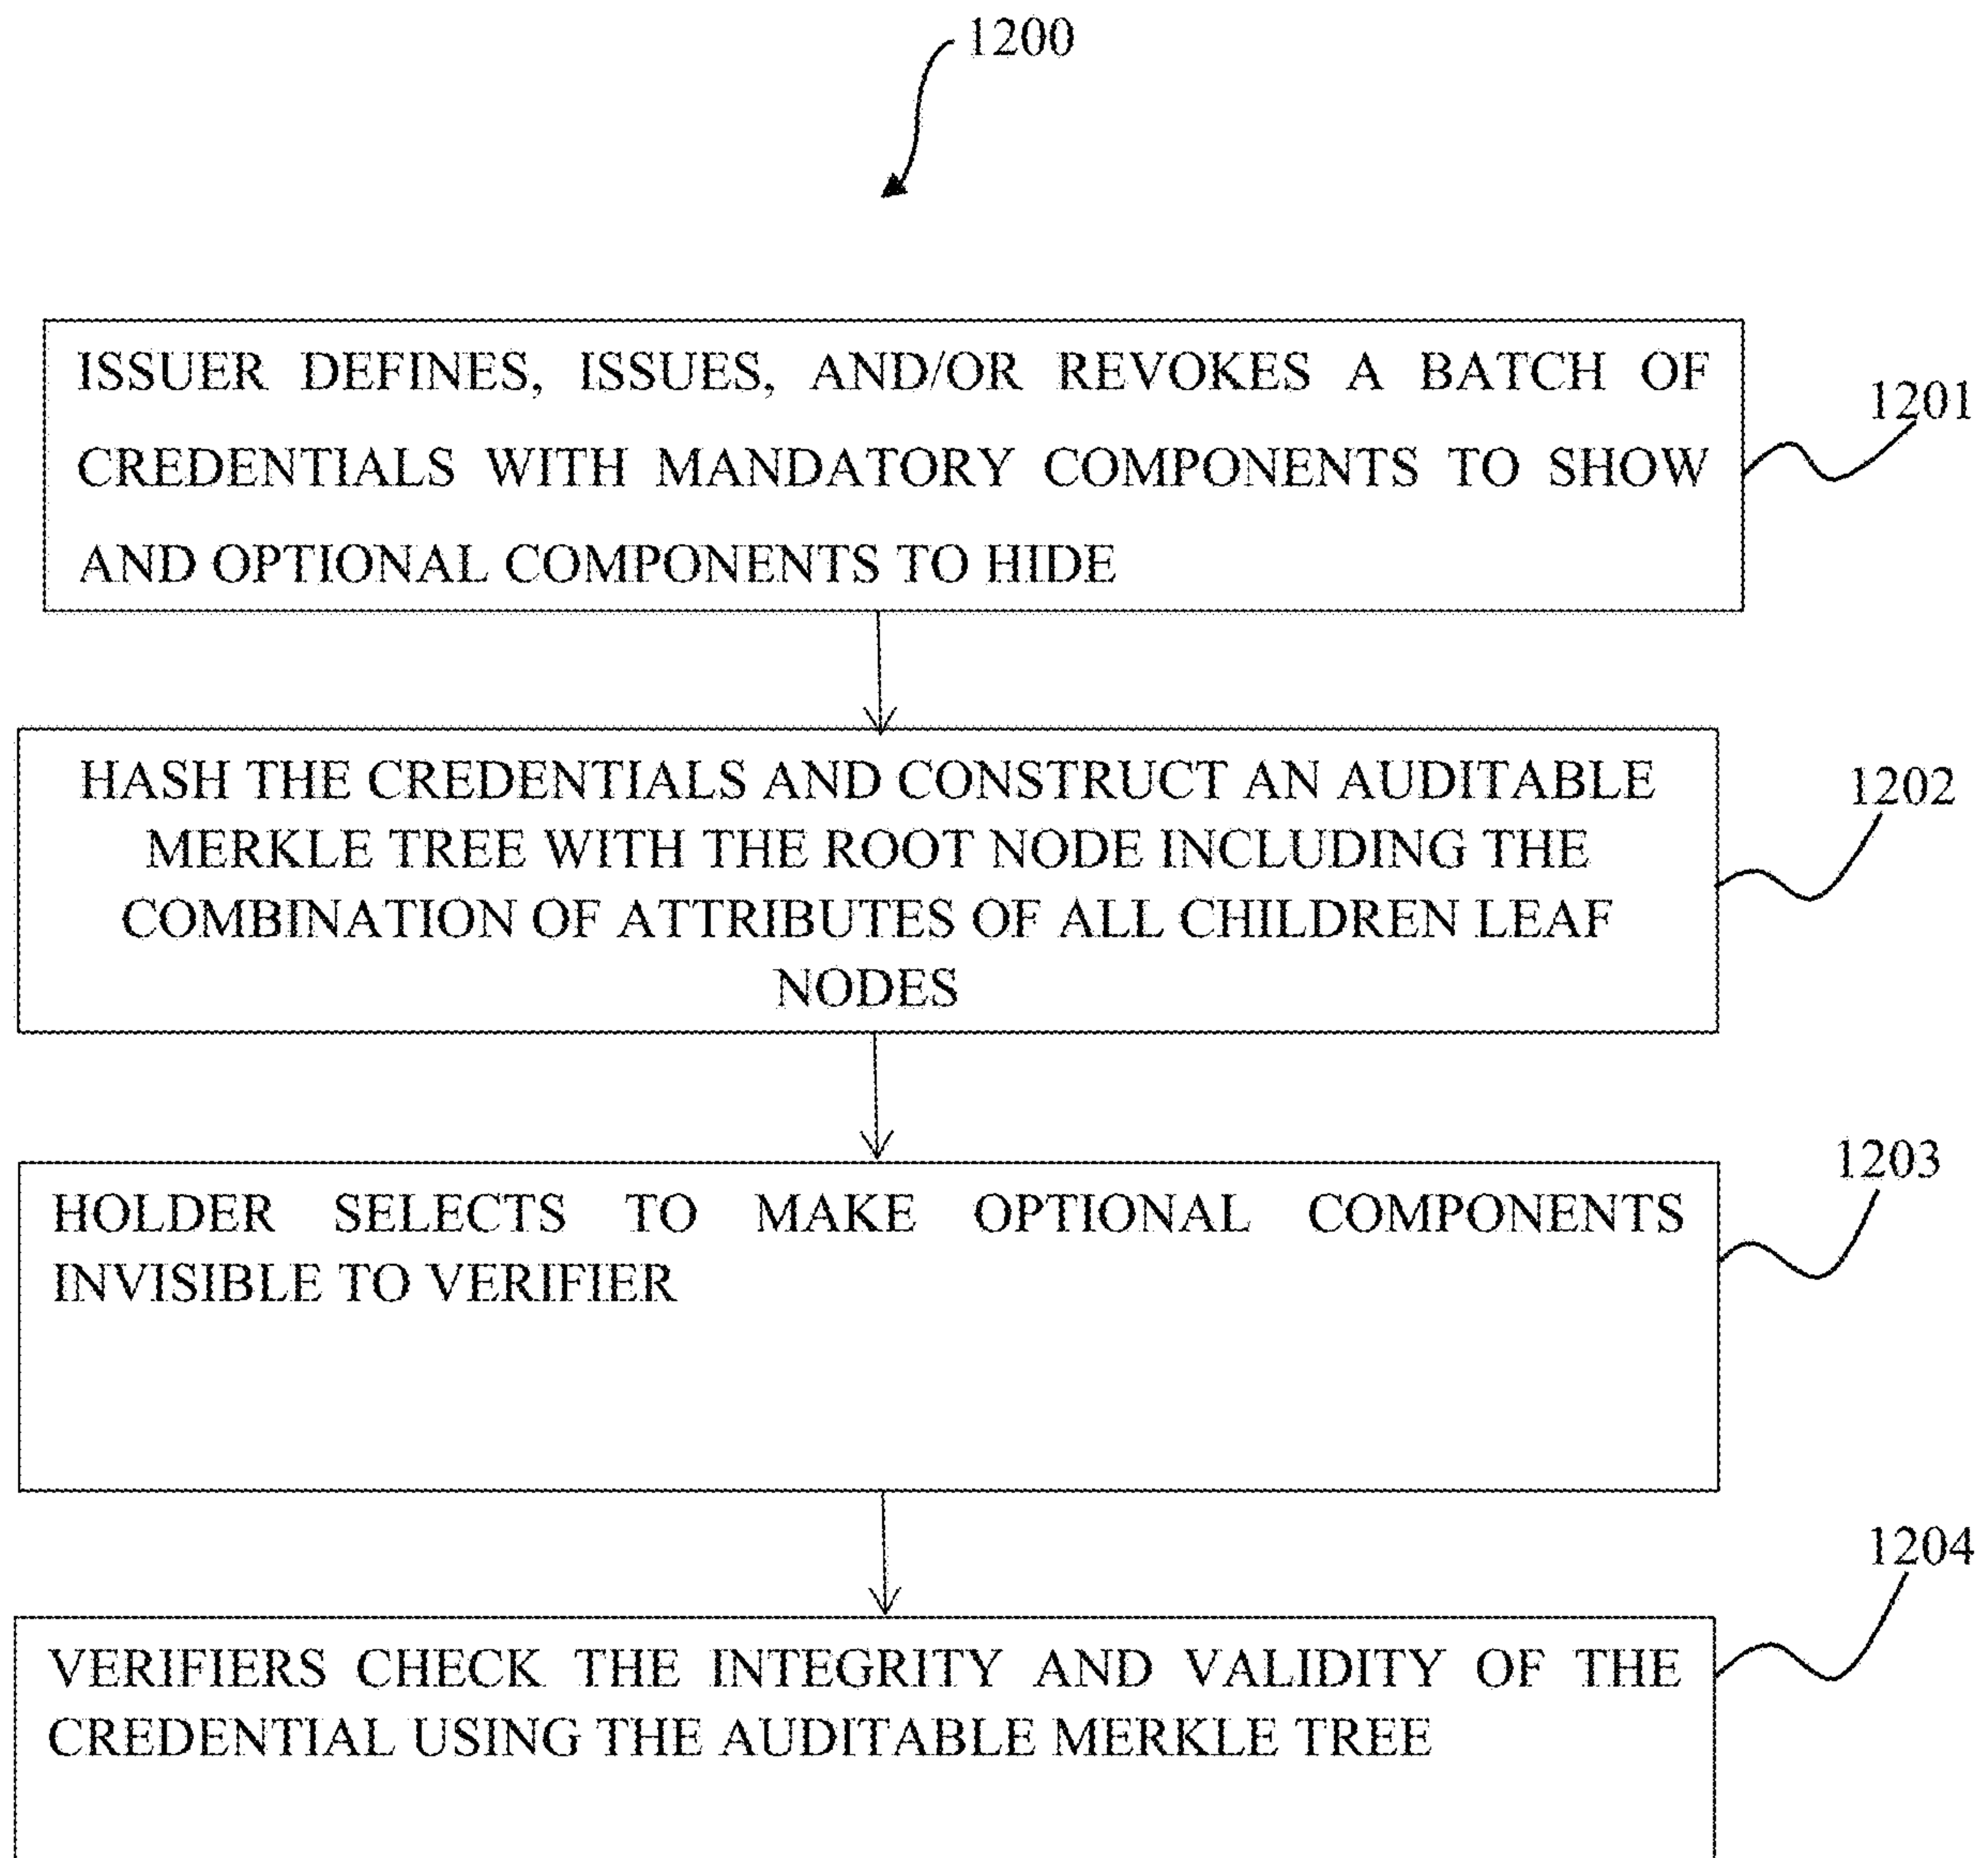 1200
ISSUER DEFINES, ISSUES, AND/OR REVOKES A BATCH OF
CREDENTIALS WITH MANDATORY COMPONENTS TO SHOW
AND OPTIONAL COMPONENTS TO HIDE
1201
HASH THE CREDENTIALS AND CONSTRUCT AN AUDITABLE
MERKLE TREE WITH THE ROOT NODE INCLUDING THE
COMBINATION OF ATTRIBUTES OF ALL CHILDREN LEAF
NODES
1202
HOLDER SELECTS TO MAKE OPTIONAL COMPONENTS
INVISIBLE TO VERIFIER
1203
VERIFIERS CHECK THE INTEGRITY AND VALIDITY OF THE
CREDENTIAL USING THE AUDITABLE MERKLE TREE
1204